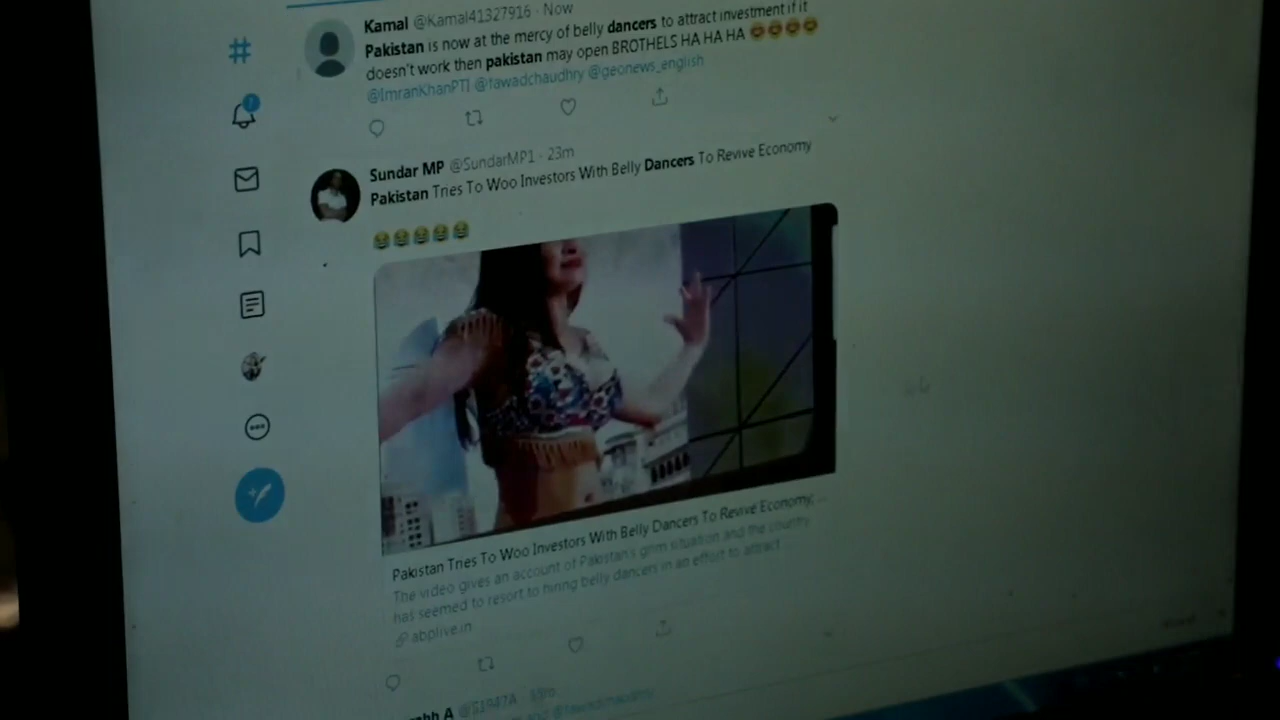 Kamal @Kamal41327916 · Now
Pakistan is now at the mercy of belly dancers to attract investment if it
doesn't work then pakistan may open BROTHELS HA HA HA 😍😍😍😍
@ImranKhanPTI @fawadchaudhry @geonews_english
Sundar MP @SundarMP1 · 23m
Pakistan Tries To Woo Investors With Belly Dancers To Revive Economy
😂😂😂😂😂
Pakistan Tries To Woo Investors With Belly Dancers To Revive Economy; ...
The video gives an account of Pakistan's grim situation and the country
has seemed to resort to hiring belly dancers in an effort to attract
abplive.in
A @S1947A